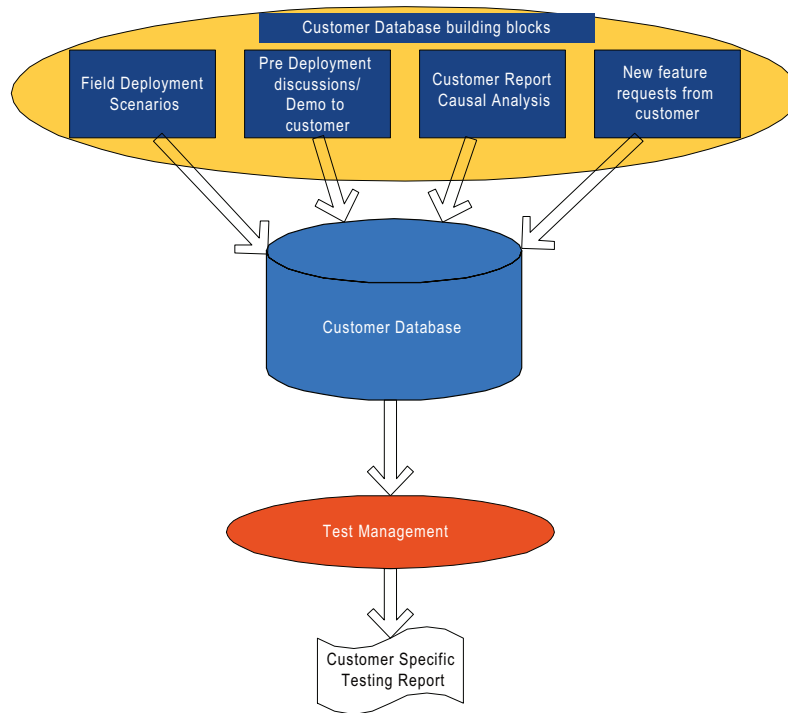 Customer Database building blocks
Field Deployment
Scenarios
Pre Deployment
discussions/
Demo to
customer
Customer Report
Causal Analysis
New feature
requests from
customer
Customer Database
Test Management
Customer Specific
Testing Report